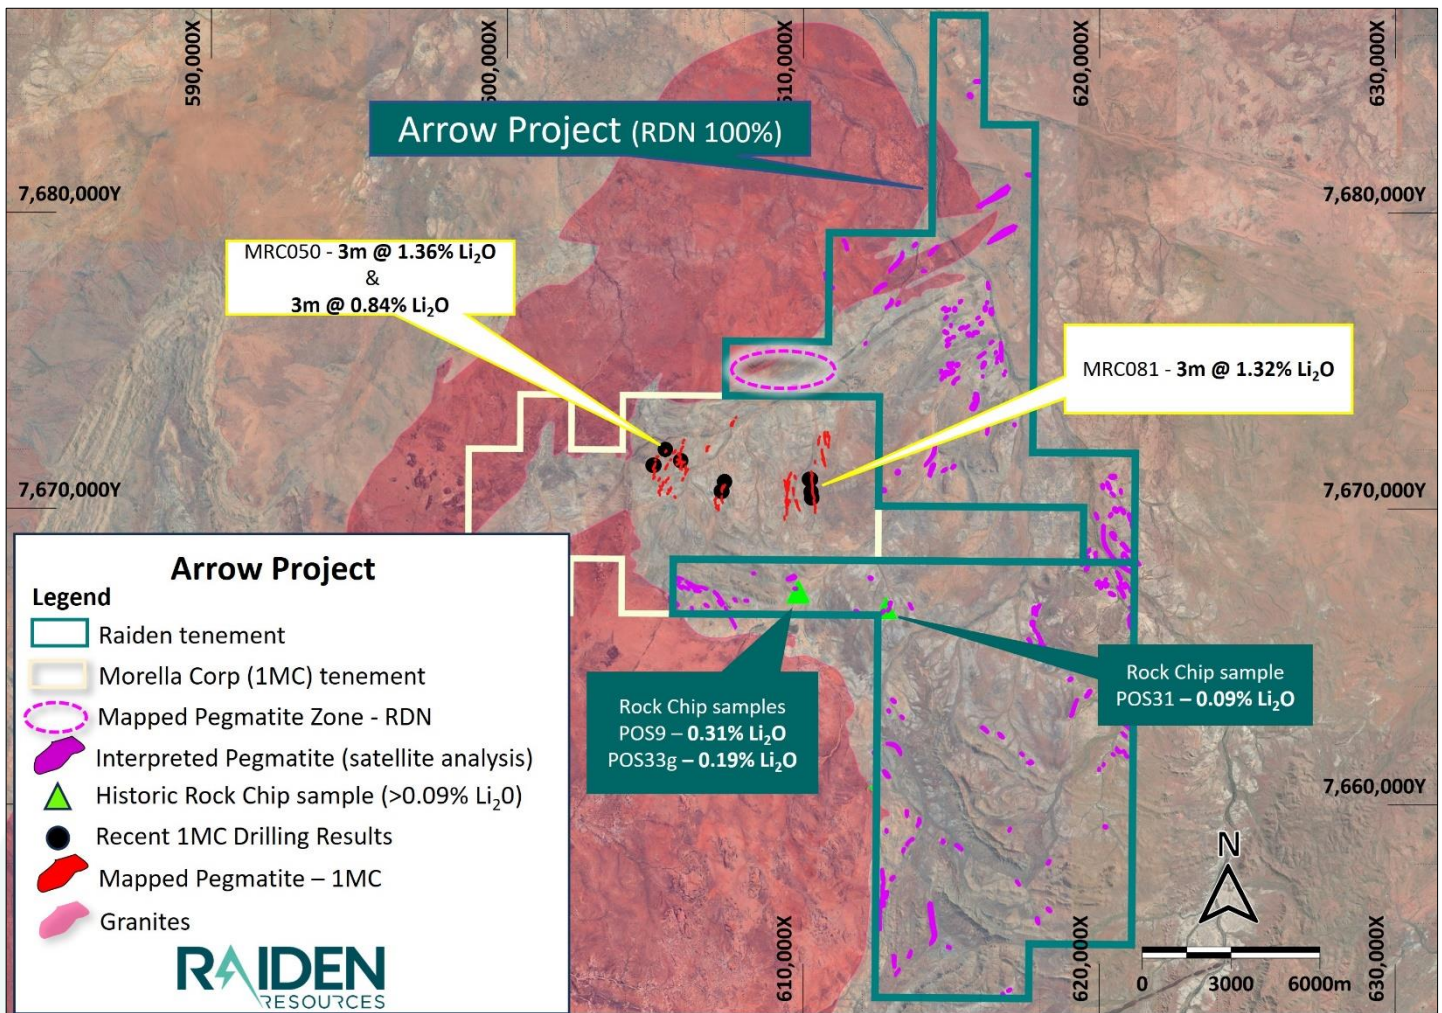 590,000X
600,000X
610,000X
620,000X
630,000X
Arrow Project (RDN 100%)
7,680,000Y
7,680,000Y
MRC050 - 3m @ 1.36% Li₂O
&
3m @ 0.84% Li₂O
MRC081 - 3m @ 1.32% Li₂O
7,670,000Y
7,670,000Y
Arrow Project
Legend
Raiden tenement
Morella Corp (1MC) tenement
Mapped Pegmatite Zone - RDN
Interpreted Pegmatite (satellite analysis)
Historic Rock Chip sample (>0.09% Li₂0)
Recent 1MC Drilling Results
Mapped Pegmatite – 1MC
Granites
RAIDEN
RESOURCES
Rock Chip samples
POS9 – 0.31% Li₂O
POS33g – 0.19% Li₂O
Rock Chip sample
POS31 – 0.09% Li₂O
7,660,000Y
N
610,000X
620,000X
630,000X
0 3000 6000m